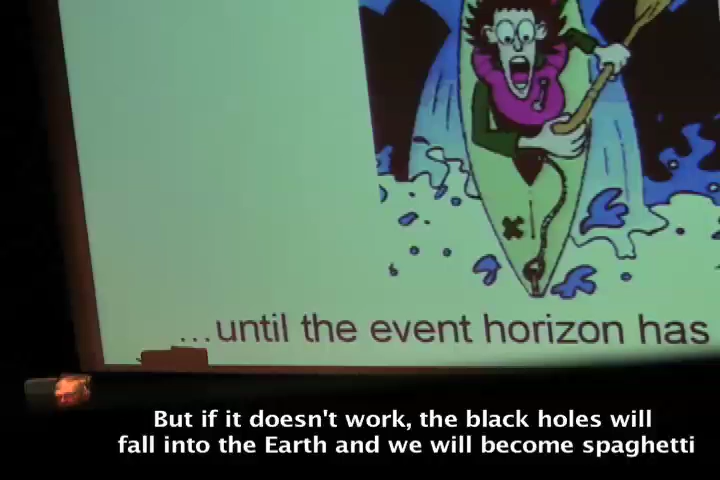 ...until the event horizon has
But if it doesn't work, the black holes will
fall into the Earth and we will become spaghetti